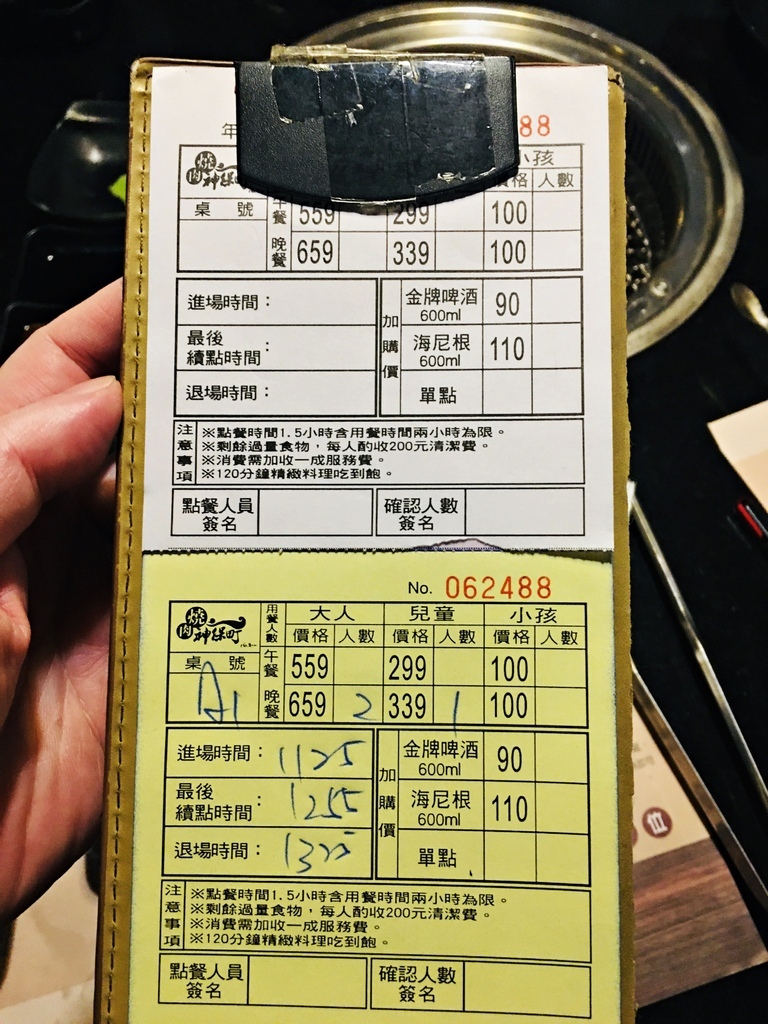 年 88
燒肉神保町 小孩
價格 人數
桌 號 午餐 559 299 100
晚餐 659 339 100
進場時間：
最後續點時間：
退場時間：
加購價
金牌啤酒 600ml 90
海尼根 600ml 110
單點
注意事項
※點餐時間1.5小時含用餐時間兩小時為限。
※剩餘過量食物，每人酌收200元清潔費。
※消費需加收一成服務費。
※120分鐘精緻料理吃到飽。
點餐人員簽名 確認人數簽名
No. 062488
燒肉神保町 用餐人數 大人 兒童 小孩
價格 人數 價格 人數 價格
桌 號 午餐 559 299 100
A1 晚餐 659 2 339 1 100
進場時間： 1125
最後續點時間： 1255
退場時間： 1325
加購價
金牌啤酒 600ml 90
海尼根 600ml 110
單點
注意事項
※點餐時間1.5小時含用餐時間兩小時為限。
※剩餘過量食物，每人酌收200元清潔費。
※消費需加收一成服務費。
※120分鐘精緻料理吃到飽。
點餐人員簽名 確認人數簽名